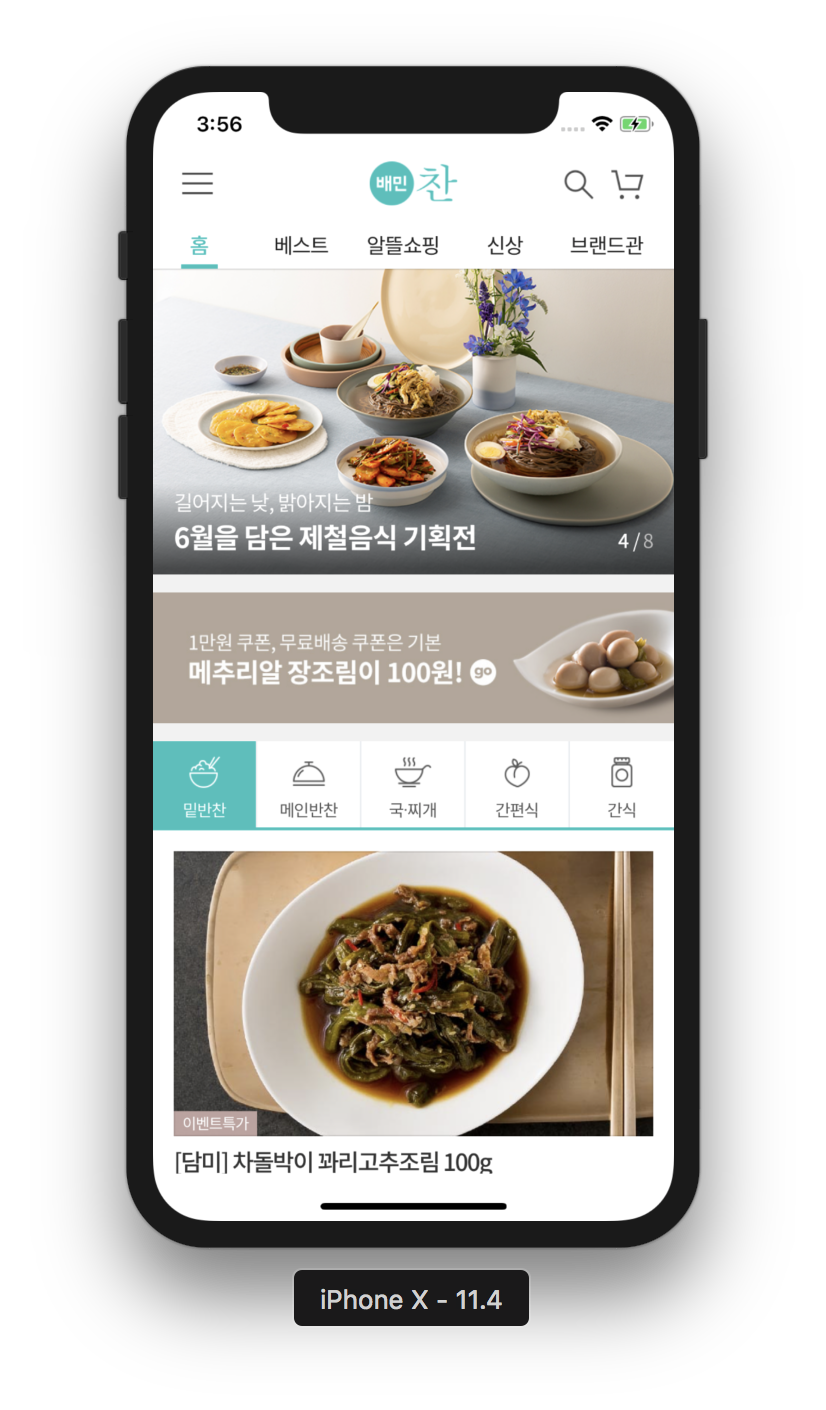 3:56
배민찬
홈 베스트 알뜰쇼핑 신상 브랜드관
길어지는 낮, 밝아지는 밤
6월을 담은 제철음식 기획전
4 / 8
1만원 쿠폰, 무료배송 쿠폰은 기본
메추리알 장조림이 100원! go
밑반찬 메인반찬 국·찌개 간편식 간식
이벤트특가
[담미] 차돌박이 꽈리고추조림 100g
iPhone X - 11.4